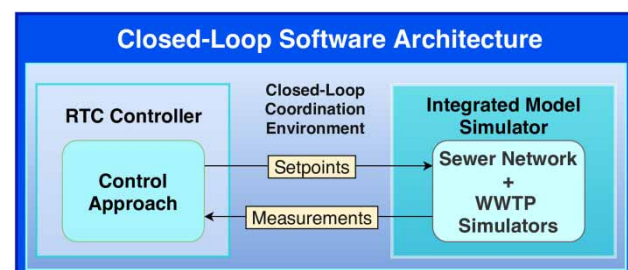 Closed-Loop Software Architecture
RTC Controller
Control
Approach
Closed-Loop
Coordination
Environment
Setpoints
Measurements
Integrated Model
Simulator
Sewer Network
+
WWTP
Simulators